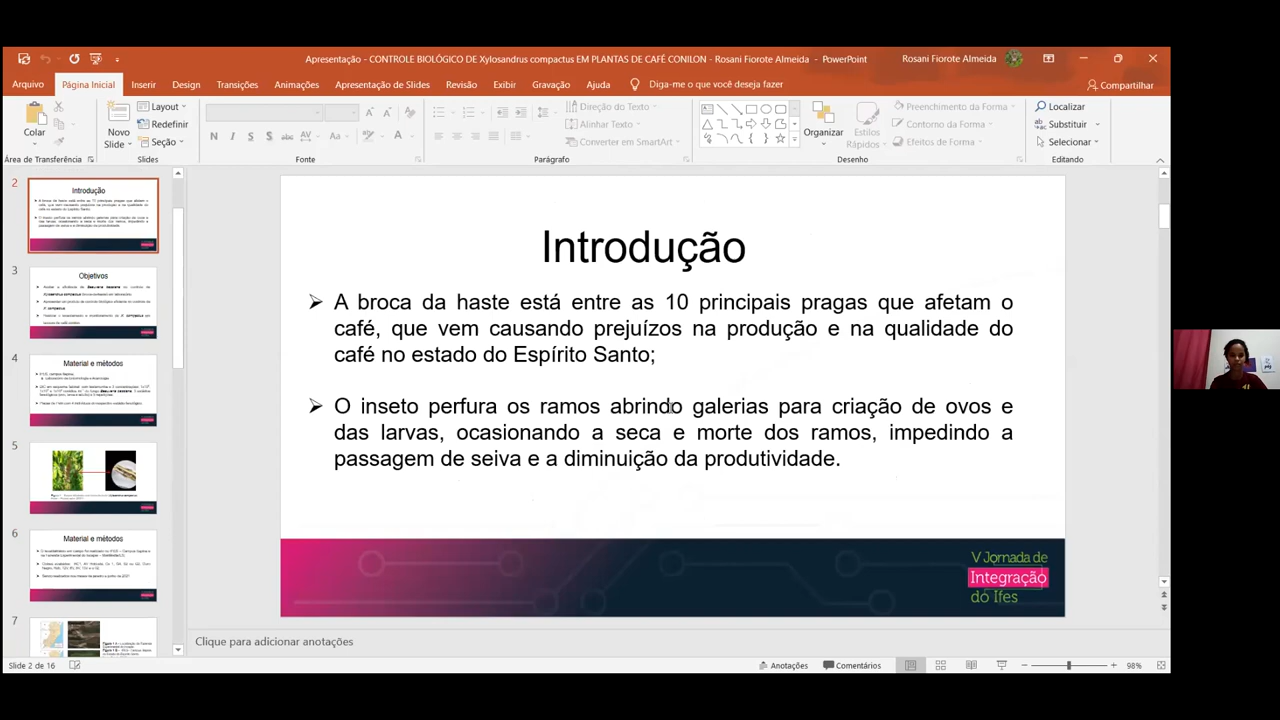 Apresentação - CONTROLE BIOLÓGICO DE Xylosandrus compactus EM PLANTAS DE CAFÉ CONILON - Rosani Fiorote Almeida - PowerPoint
Rosani Fiorote Almeida
Arquivo
Página Inicial
Inserir
Design
Transições
Animações
Apresentação de Slides
Revisão
Exibir
Gravação
Ajuda
Diga-me o que você deseja fazer
Compartilhar
Colar
Área de Transferência
Novo Slide
Layout
Redefinir
Seção
Slides
Fonte
Direção do Texto
Alinhar Texto
Converter em SmartArt
Parágrafo
Organizar
Estilos Rápidos
Preenchimento da Forma
Contorno da Forma
Efeitos de Forma
Desenho
Localizar
Substituir
Selecionar
Editando
2
Introdução
3
Objetivos
4
Material e métodos
5
6
Material e métodos
7
Introdução
A broca da haste está entre as 10 principais pragas que afetam o
café, que vem causando prejuízos na produção e na qualidade do
café no estado do Espírito Santo;
O inseto perfura os ramos abrindo galerias para criação de ovos e
das larvas, ocasionando a seca e morte dos ramos, impedindo a
passagem de seiva e a diminuição da produtividade.
V Jornada de
Integração
do Ifes
Clique para adicionar anotações
Slide 2 de 16
Anotações
Comentários
98%